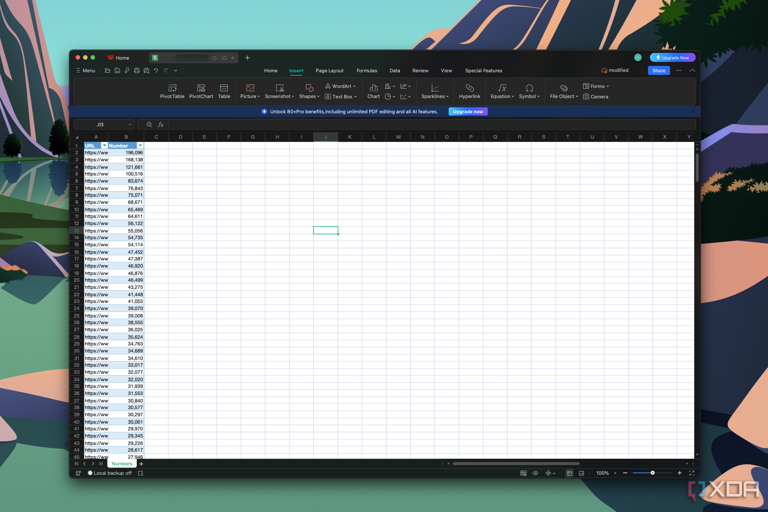 Home
Menu
Home Insert Page Layout Formulas Data Review View Special Features
modified Share
Upgrade Now
PivotTable PivotChart Table Picture Screenshot Shapes WordArt Text Box Chart Sparklines Hyperlink Equation Symbol File Object Forms Camera
Unlock 80+Pro benefits,including unlimited PDF editing and all AI features. Upgrade now
J13 fx
A B C D E F G H I J K L M N O P Q R S T U V W X Y
1 URL Number
2 https://ww 196,096
3 https://ww 168,138
4 https://ww 121,661
5 https://ww 100,516
6 https://ww 83,674
7 https://ww 76,843
8 https://ww 75,071
9 https://ww 68,671
10 https://ww 65,469
11 https://ww 64,611
12 https://ww 56,122
13 https://ww 55,056
14 https://ww 54,735
15 https://ww 54,114
16 https://ww 47,452
17 https://ww 47,387
18 https://ww 46,920
19 https://ww 46,876
20 https://ww 46,499
21 https://ww 43,275
22 https://ww 41,448
23 https://ww 41,053
24 https://ww 39,070
25 https://ww 39,008
26 https://ww 38,555
27 https://ww 36,025
28 https://ww 35,624
29 https://ww 34,763
30 https://ww 34,689
31 https://ww 34,610
32 https://ww 33,017
33 https://ww 32,077
34 https://ww 32,020
35 https://ww 31,939
36 https://ww 31,553
37 https://ww 30,840
38 https://ww 30,577
39 https://ww 30,297
40 https://ww 30,061
41 https://ww 29,970
42 https://ww 29,345
43 https://ww 29,226
44 https://ww 28,617
45 https://ww 27,946
Numbers
Local backup off 100%
XDA